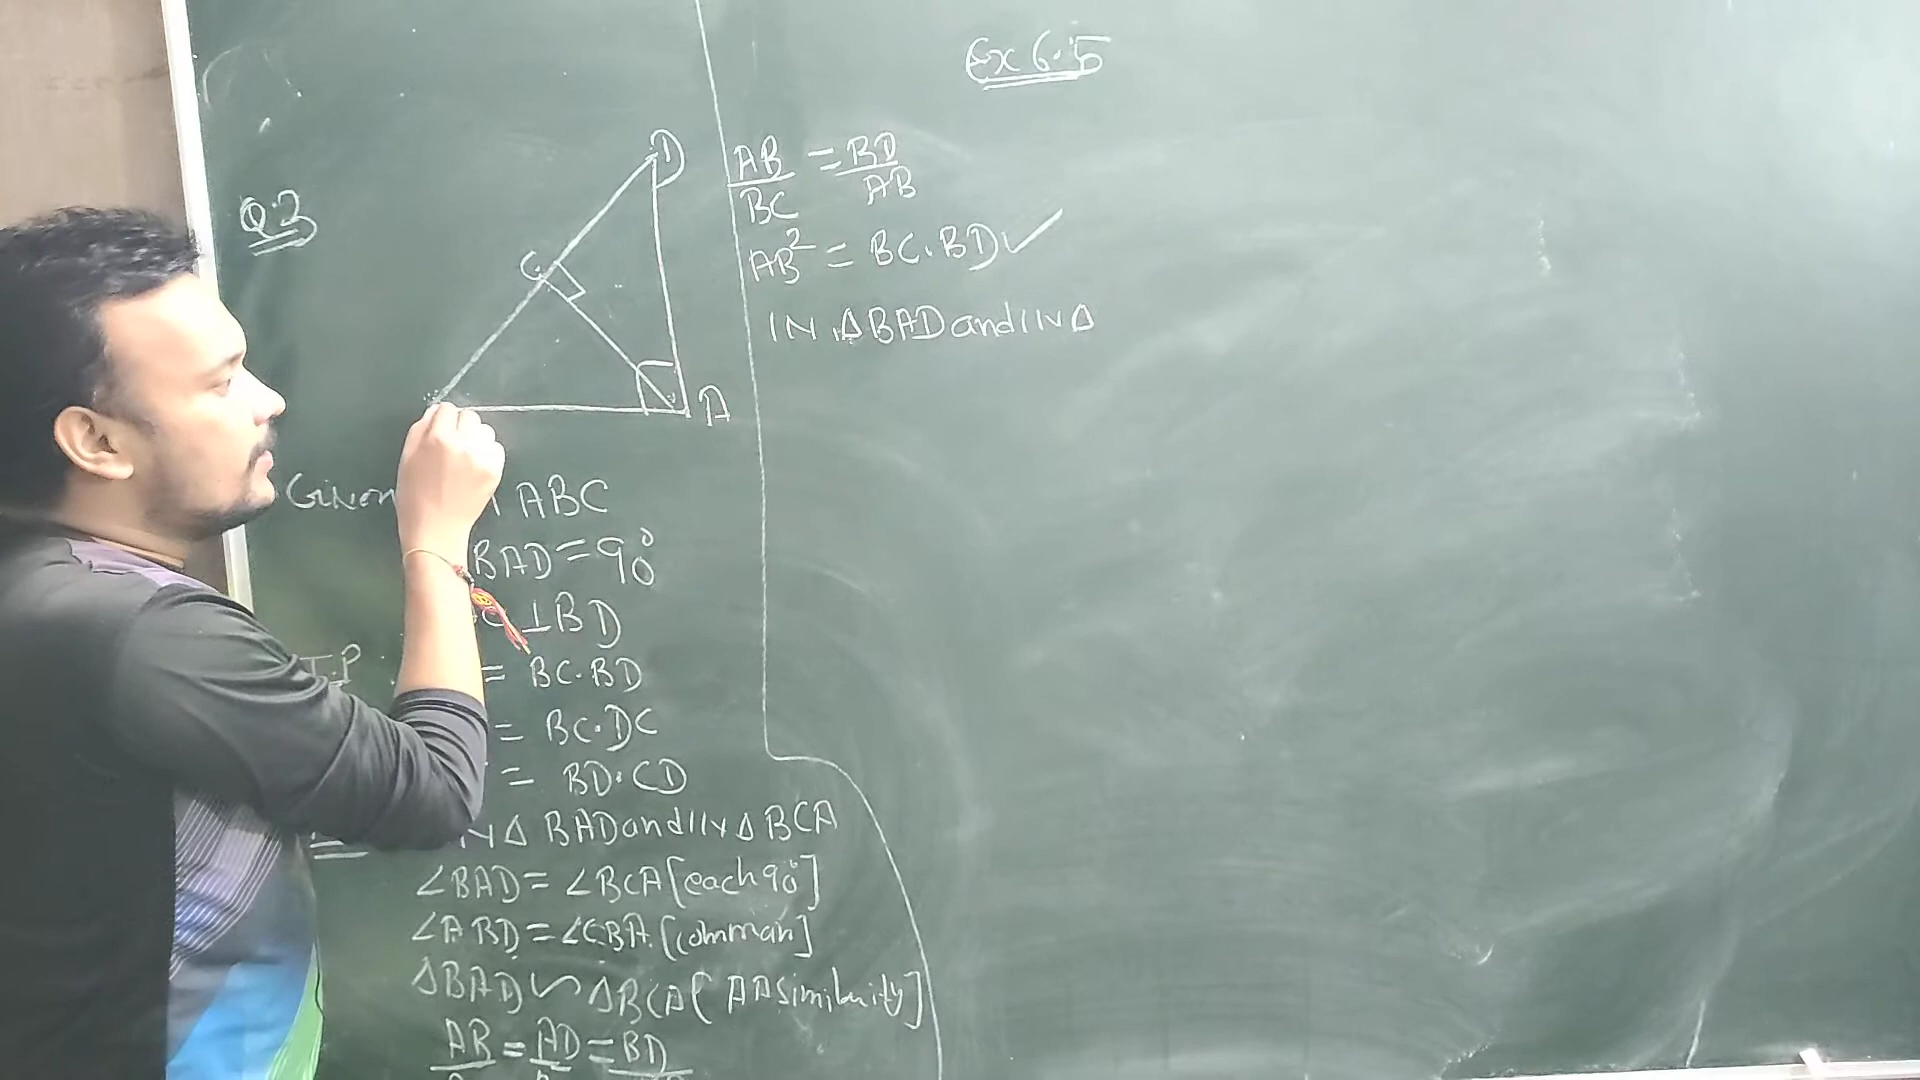 Ex 6.5
Q.3
D
C
A
Given ABC
BAD = 90°
C ⊥ BD
T.P = BC.BD
= BC.DC
= BD.CD
N Δ BAD and IN Δ BCA
∠BAD = ∠BCA [each 90°]
∠ABD = ∠CBA [comman]
ΔBAD ∽ ΔBCA [AA similarity]
AB = AD = BD
AB/BC = BD/AB
AB² = BC.BD ✓
IN ΔBAD and IN Δ